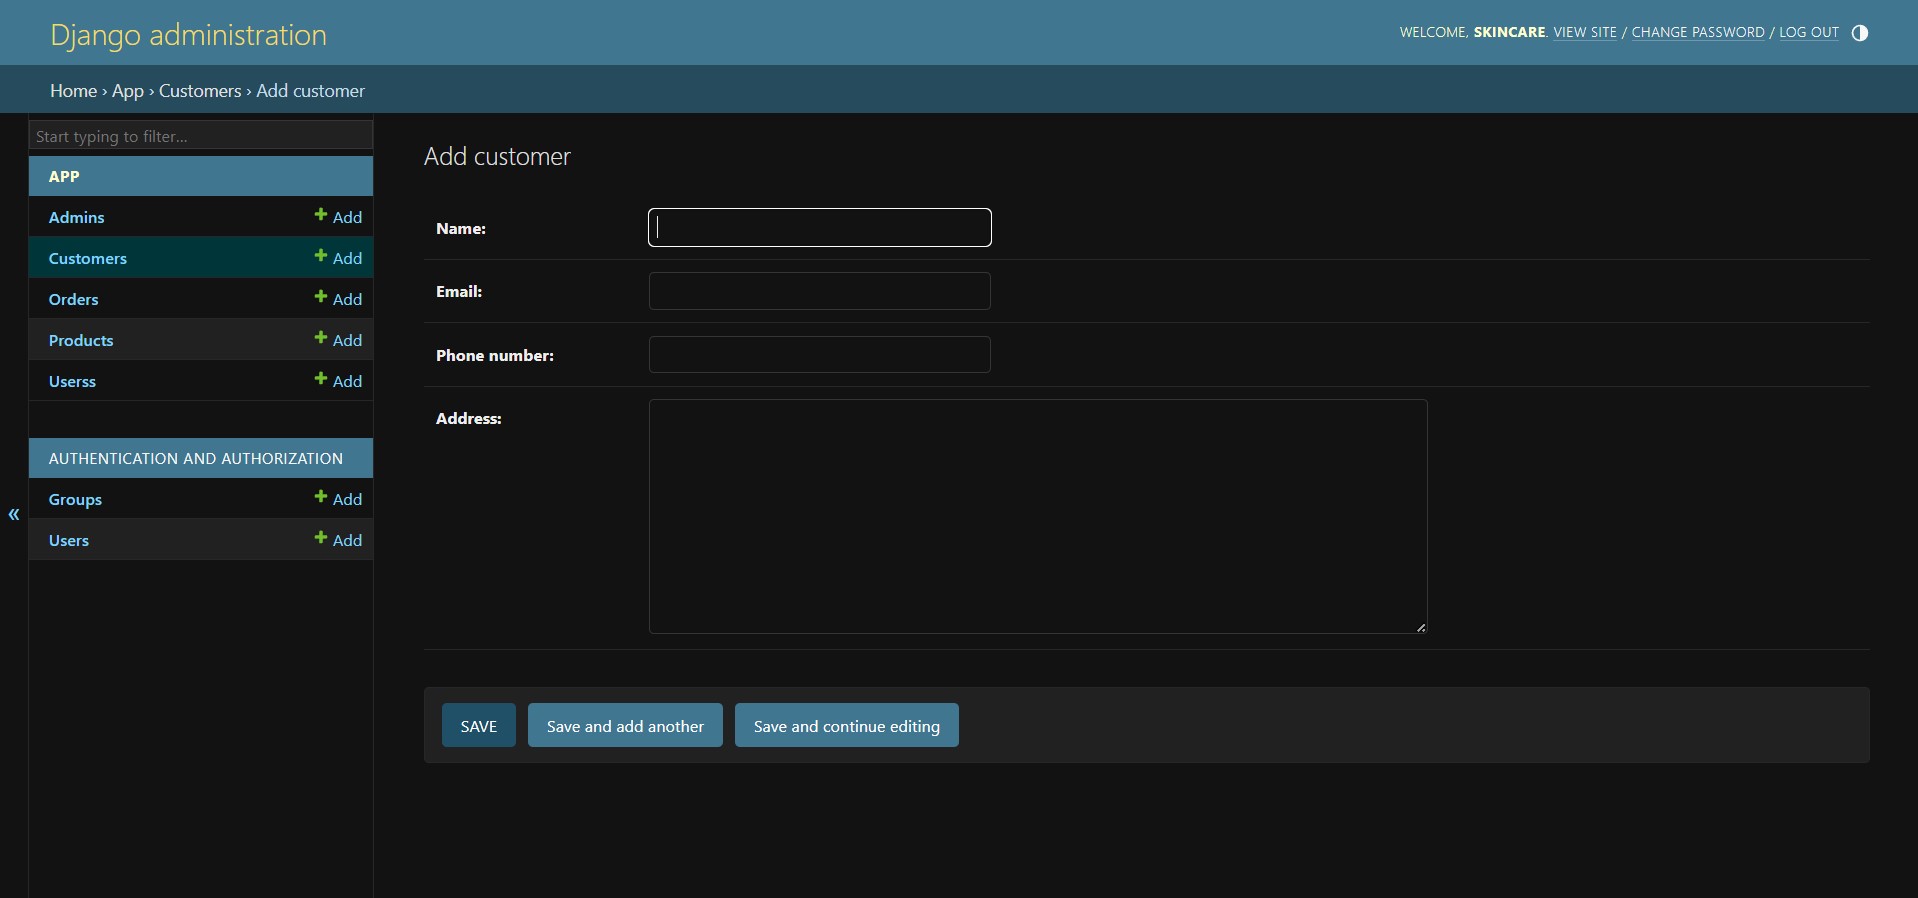 Django administration
WELCOME, SKINCARE. VIEW SITE / CHANGE PASSWORD / LOG OUT
Home › App › Customers › Add customer
Start typing to filter...
APP
Admins + Add
Customers + Add
Orders + Add
Products + Add
Userss + Add
AUTHENTICATION AND AUTHORIZATION
Groups + Add
Users + Add
«
Add customer
Name:
Email:
Phone number:
Address:
SAVE Save and add another Save and continue editing